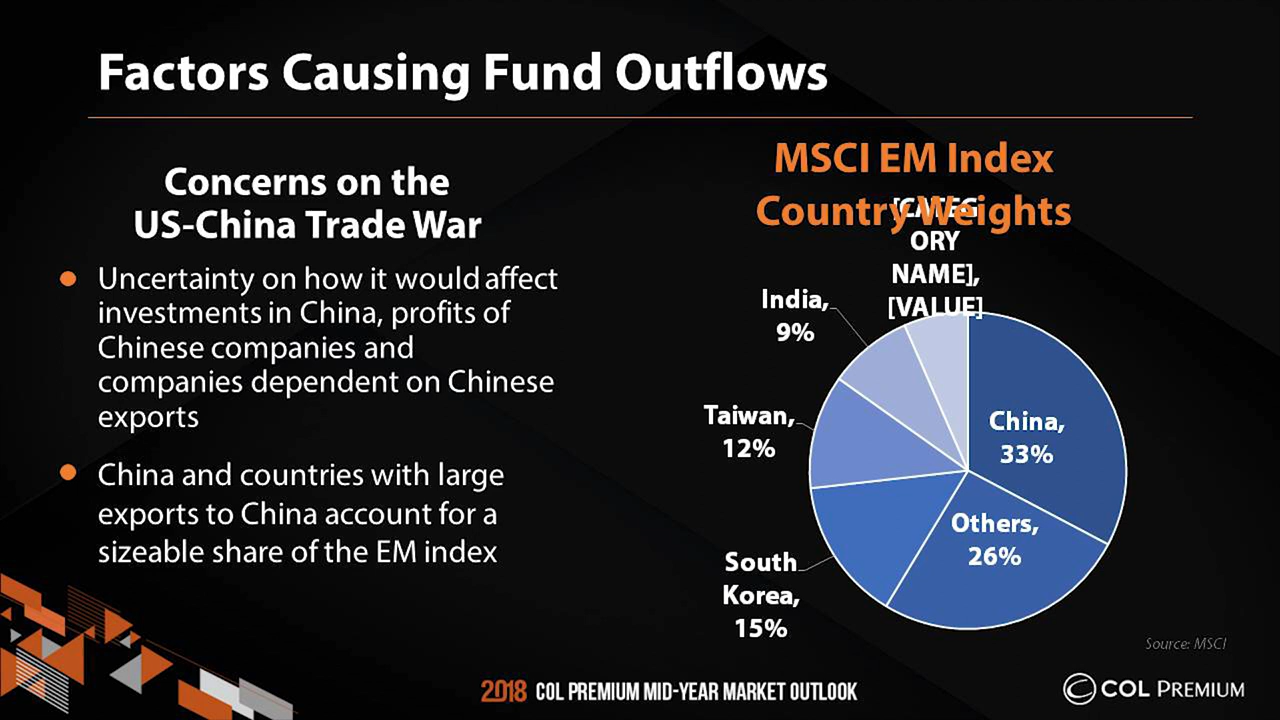 Factors Causing Fund Outflows
Concerns on the
US-China Trade War
Uncertainty on how it would affect
investments in China, profits of
Chinese companies and
companies dependent on Chinese
exports
China and countries with large
exports to China account for a
sizeable share of the EM index
MSCI EM Index
Country Weights
[CATEG
ORY
NAME],
[VALUE]
India,
9%
Taiwan,
12%
South
Korea,
15%
China,
33%
Others,
26%
Source: MSCI
2018 COL PREMIUM MID-YEAR MARKET OUTLOOK
COL PREMIUM